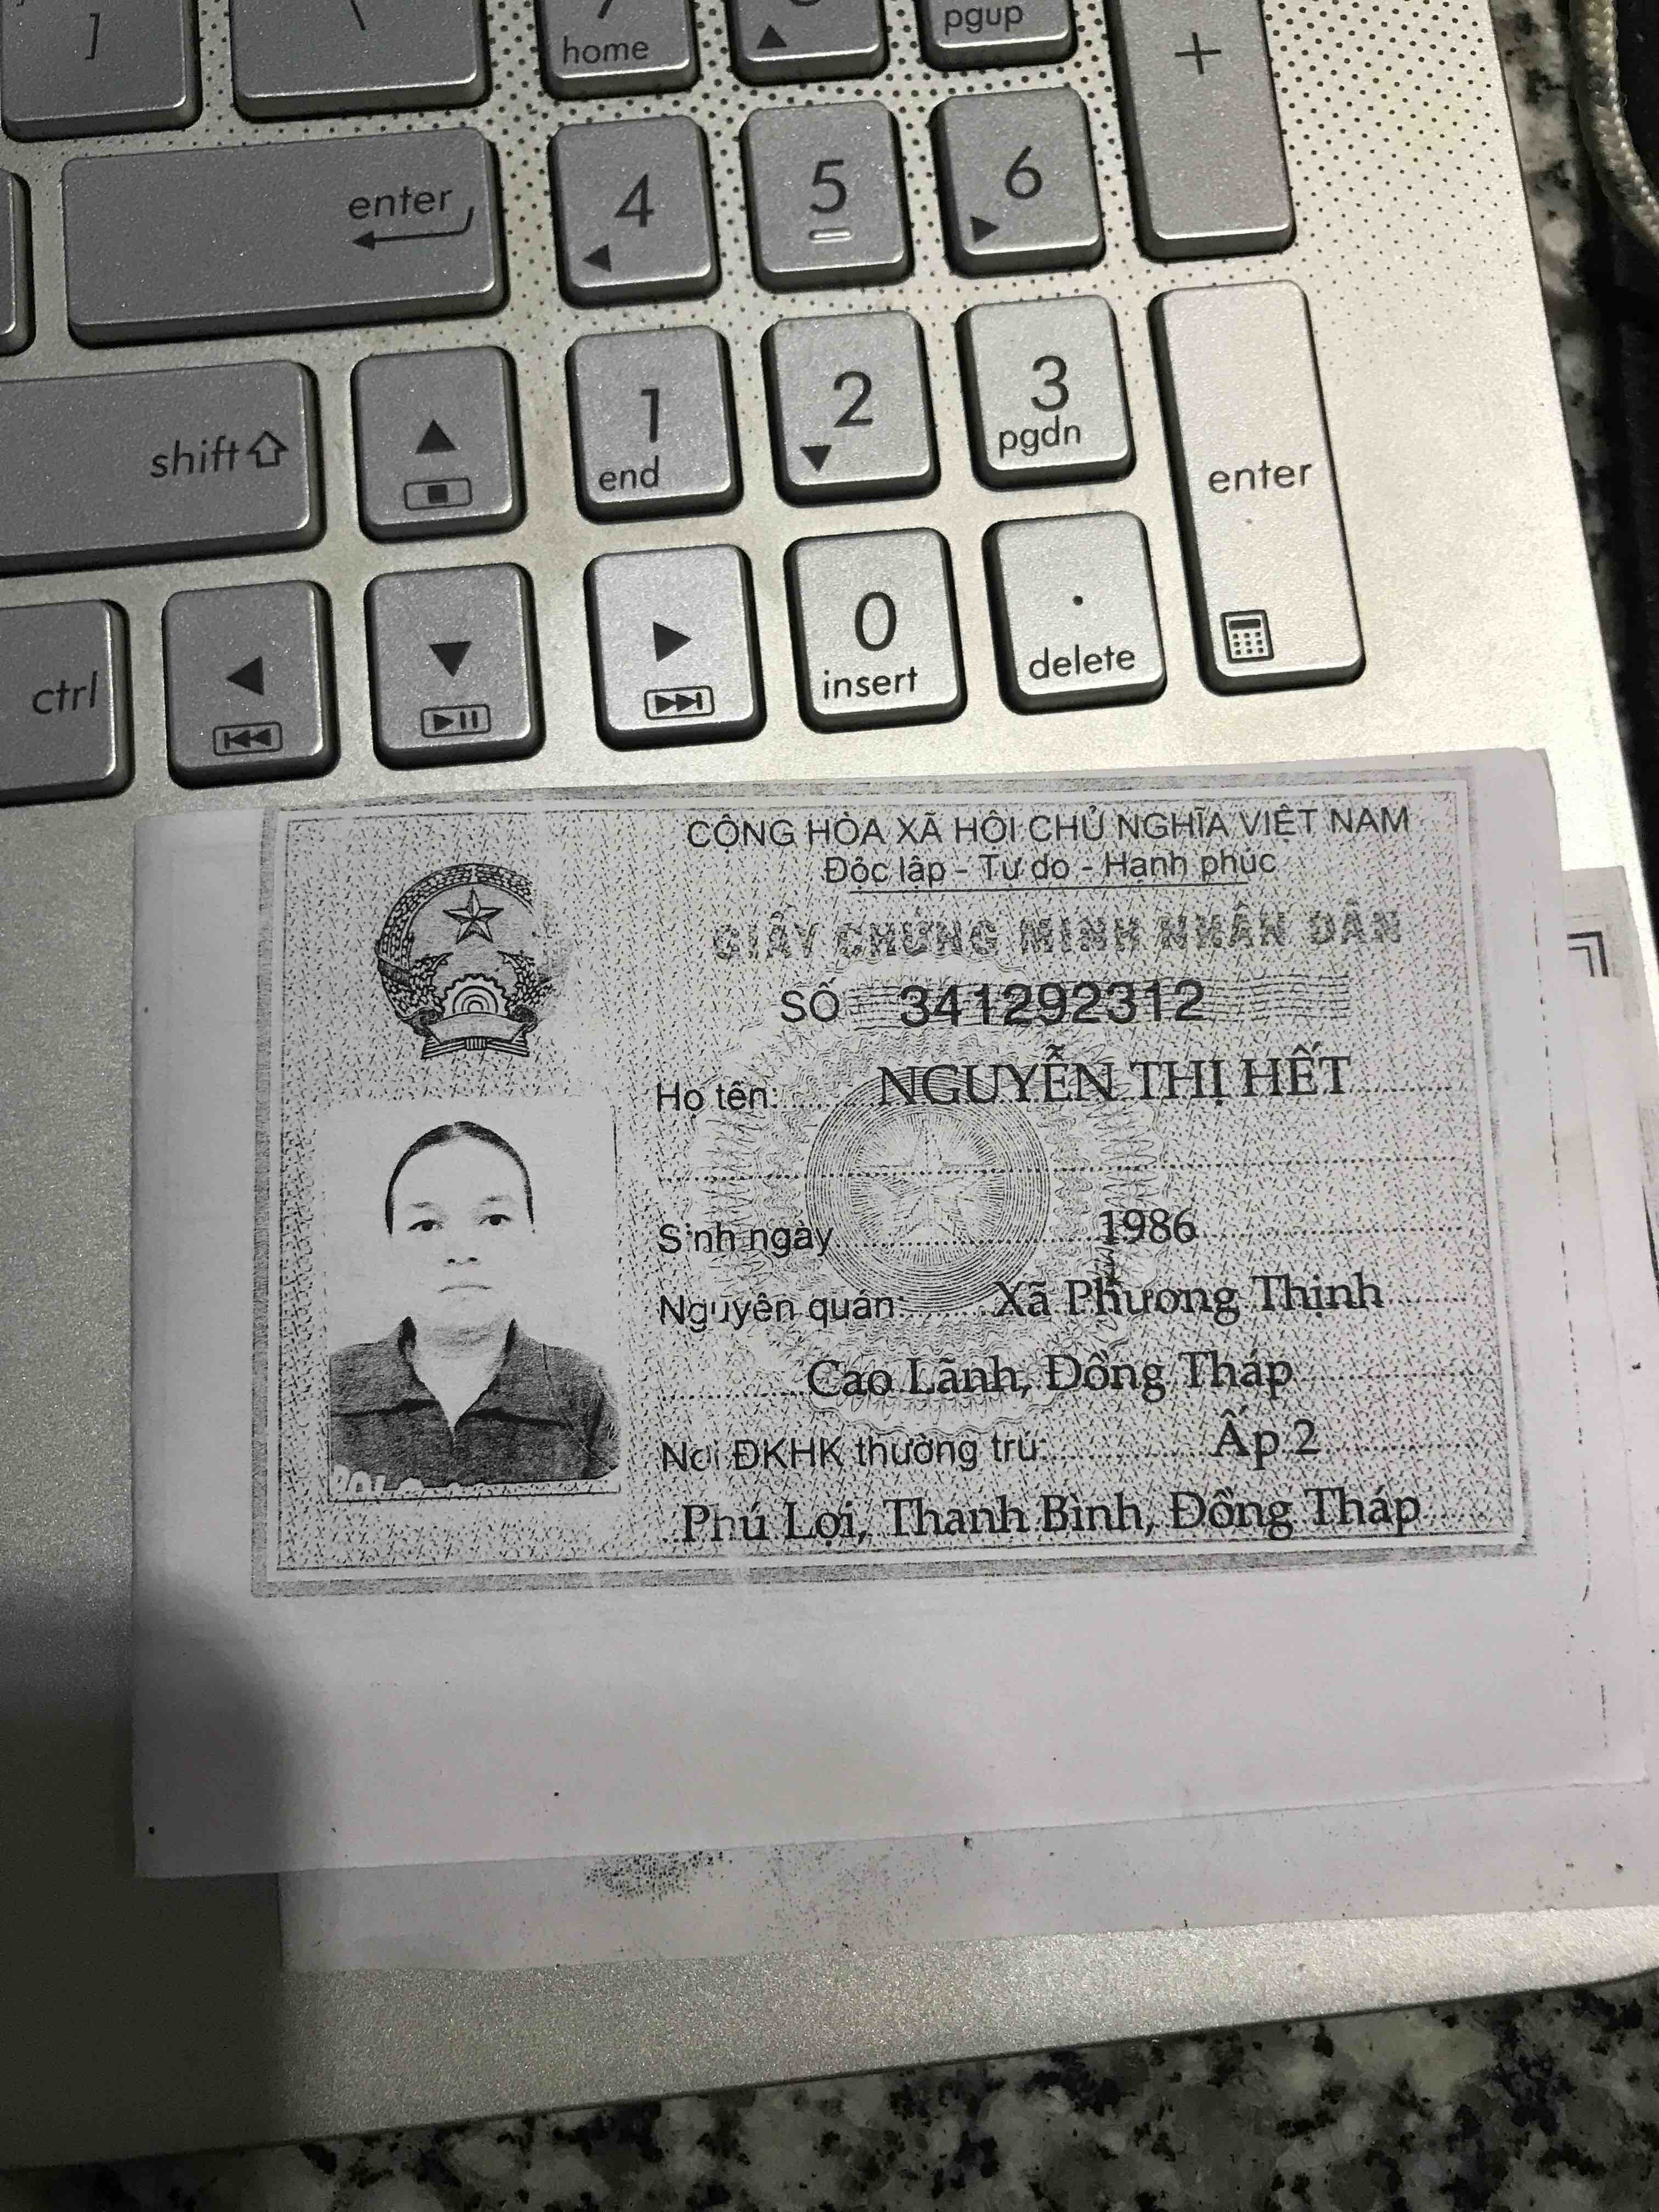 ]
\
7
home
pgup
+
enter
4
5
6
shift
1
end
2
3
pgdn
enter
ctrl
0
insert
.
delete
CỘNG HÒA XÃ HỘI CHỦ NGHĨA VIỆT NAM
Độc lập - Tự do - Hạnh phúc
GIẤY CHỨNG MINH NHÂN DÂN
SỐ 341292312
Họ tên: NGUYỄN THỊ HẾT
Sinh ngày 1986
Nguyên quán: Xã Phương Thịnh
Cao Lãnh, Đồng Tháp
Nơi ĐKHK thường trú: Ấp 2
Phú Lợi, Thanh Bình, Đồng Tháp